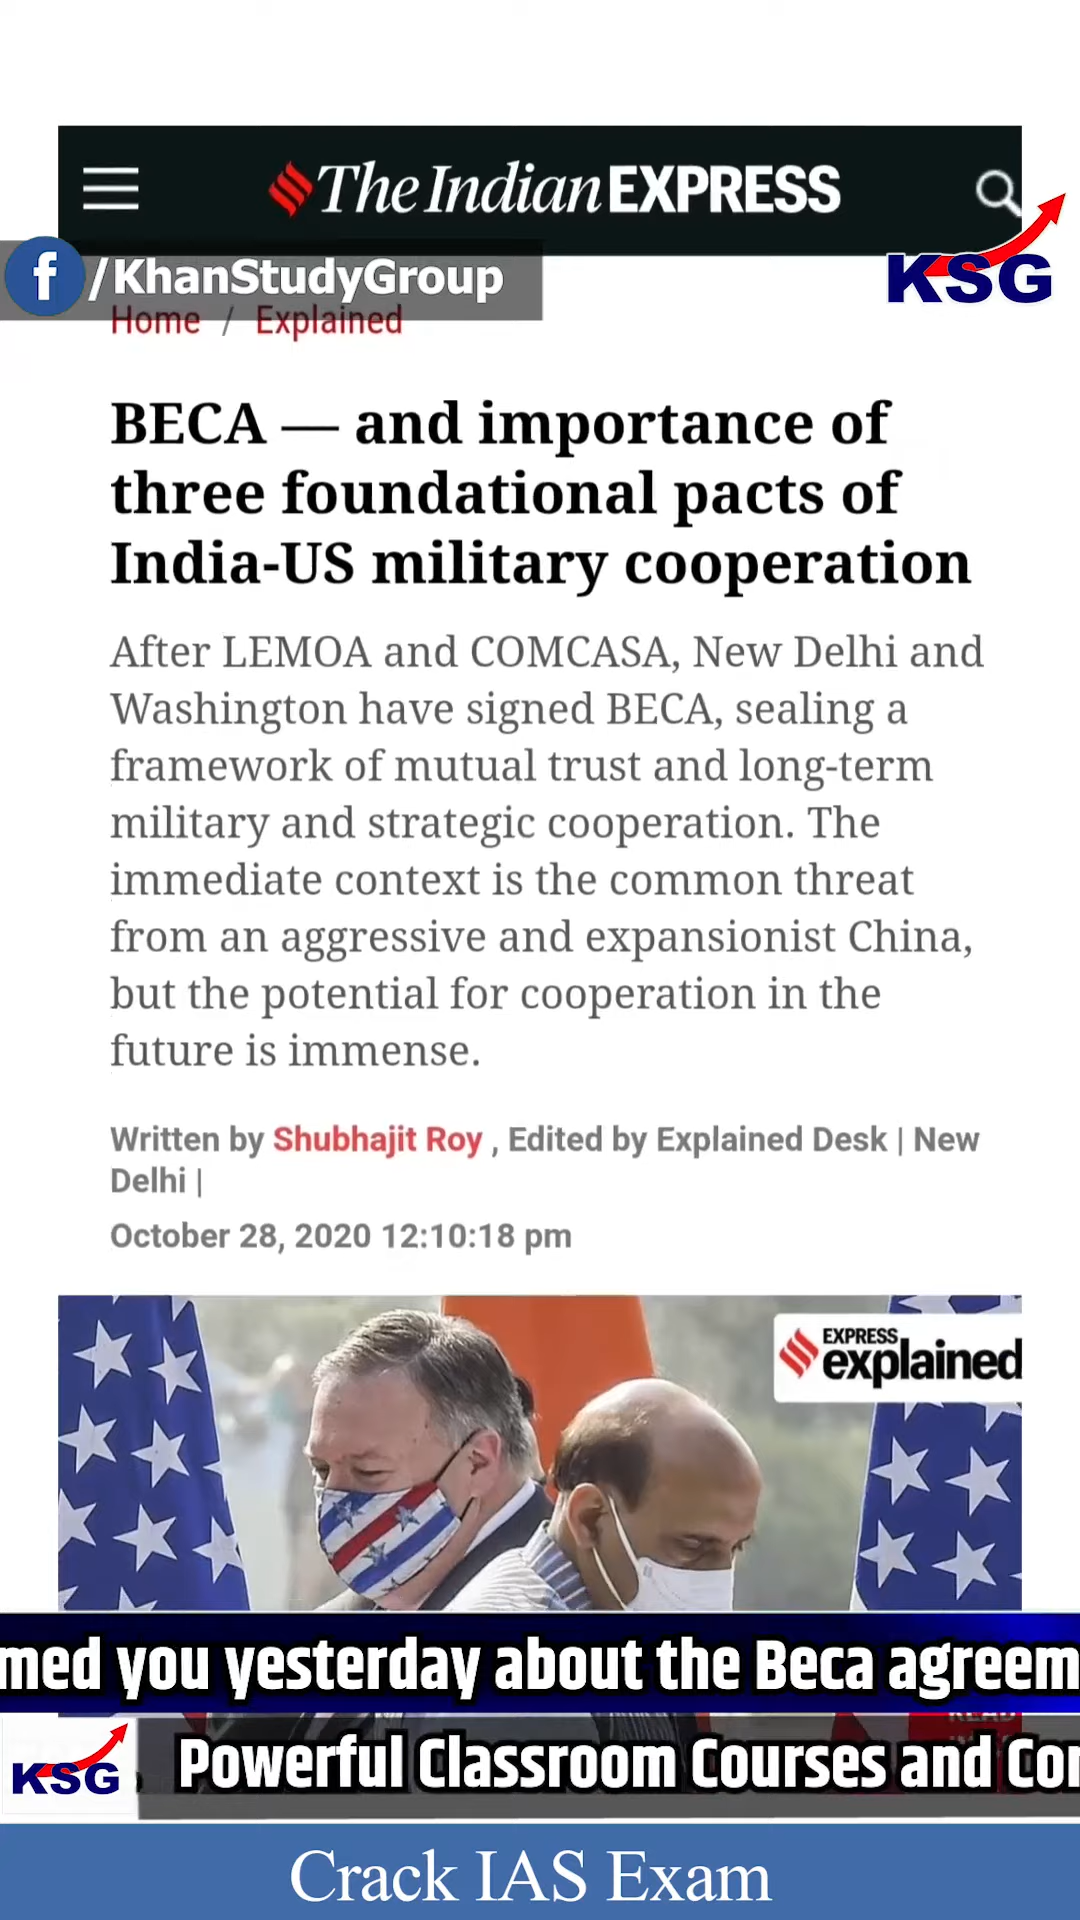 The Indian EXPRESS
f/KhanStudyGroup
KSG
Home / Explained
BECA — and importance of
three foundational pacts of
India-US military cooperation
After LEMOA and COMCASA, New Delhi and
Washington have signed BECA, sealing a
framework of mutual trust and long-term
military and strategic cooperation. The
immediate context is the common threat
from an aggressive and expansionist China,
but the potential for cooperation in the
future is immense.
Written by Shubhajit Roy , Edited by Explained Desk | New
Delhi |
October 28, 2020 12:10:18 pm
EXPRESS
explained
med you yesterday about the Beca agreem
KSG
Powerful Classroom Courses and Cor
Crack IAS Exam